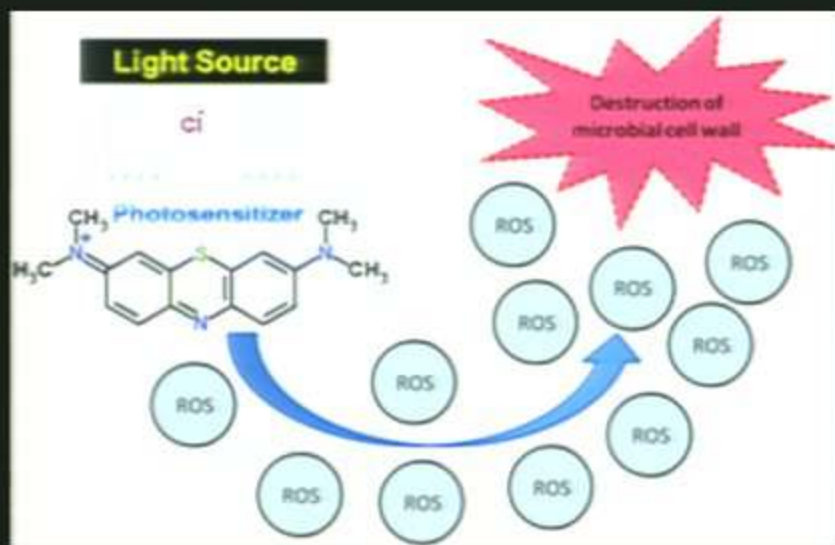 Light Source
Cl⁻
Photosensitizer
CH₃
CH₃
N⁺
S
N
H₃C
CH₃
N
Destruction of
microbial cell wall
ROS
ROS
ROS
ROS
ROS
ROS
ROS
ROS
ROS
ROS
ROS